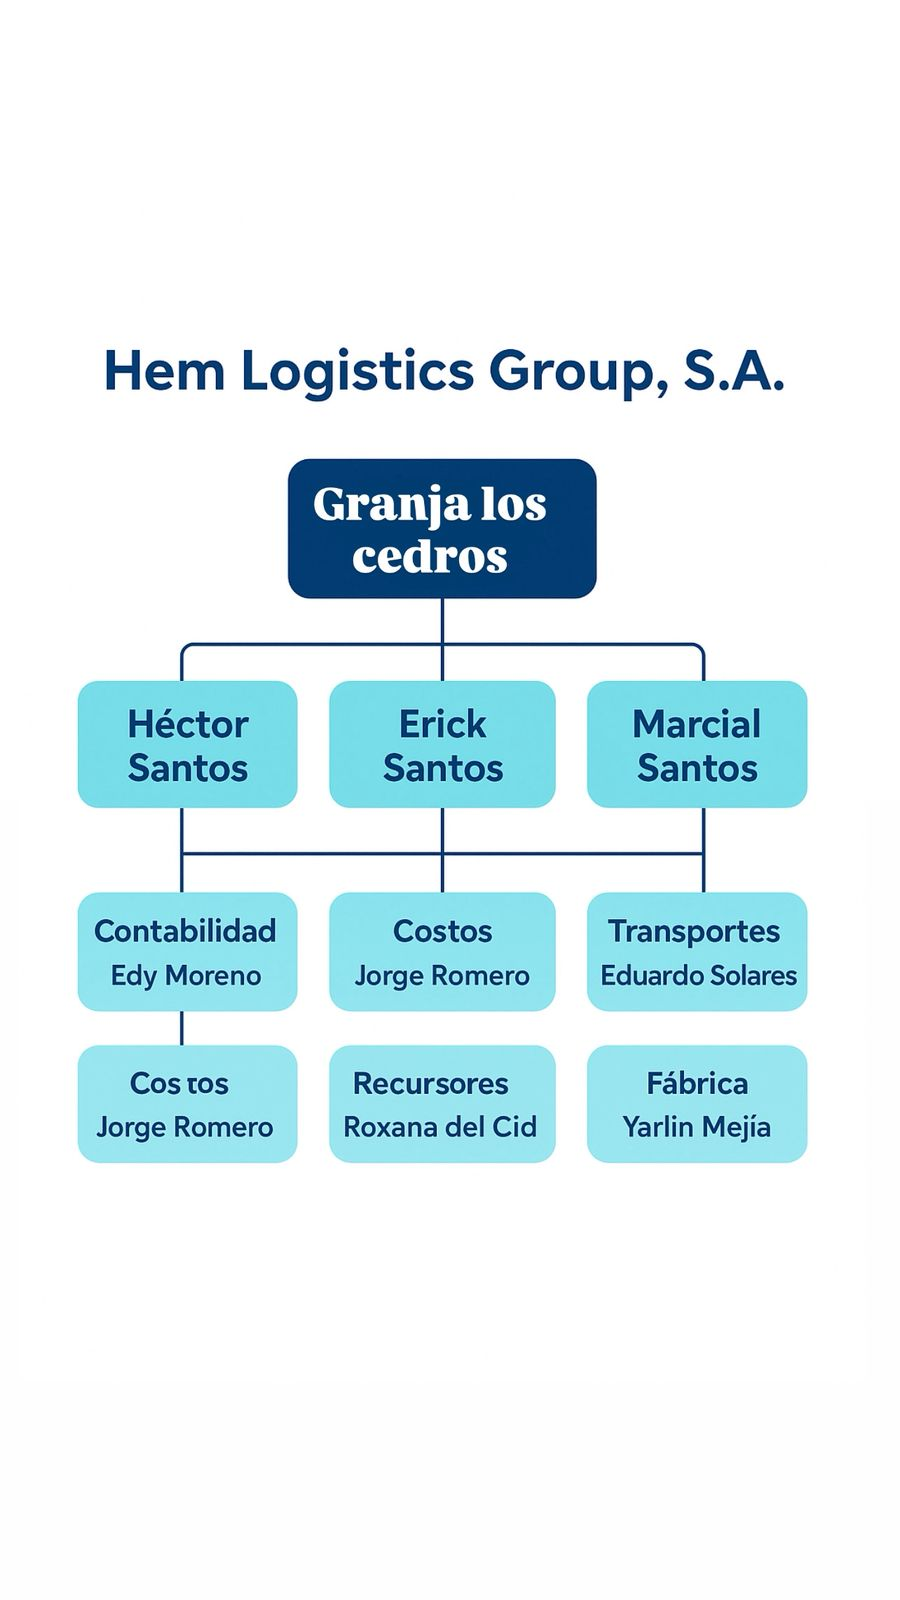 Hem Logistics Group, S.A.
Granja los
cedros
Héctor
Santos
Erick
Santos
Marcial
Santos
Contabilidad
Edy Moreno
Costos
Jorge Romero
Transportes
Eduardo Solares
Cos tos
Jorge Romero
Recursores
Roxana del Cid
Fábrica
Yarlin Mejía